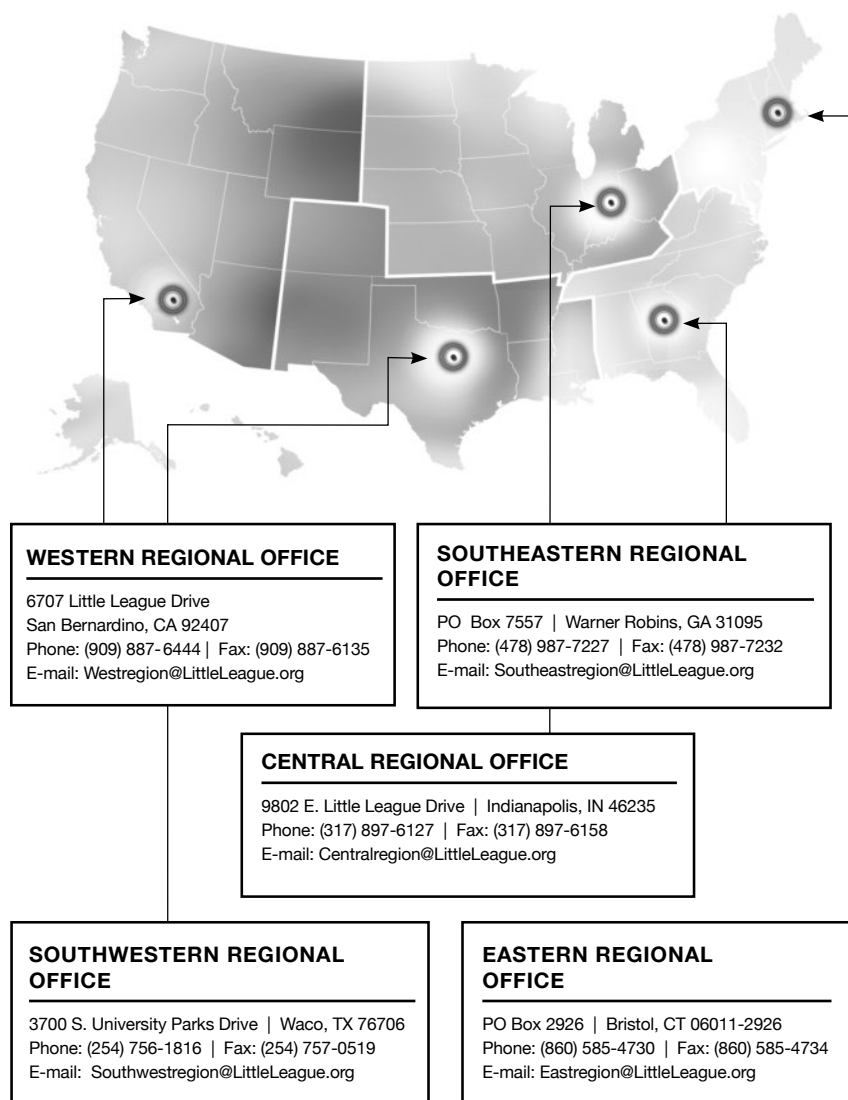 WESTERN REGIONAL OFFICE
6707 Little League Drive
San Bernardino, CA 92407
Phone: (909) 887-6444 | Fax: (909) 887-6135
E-mail: Westregion@LittleLeague.org
SOUTHEASTERN REGIONAL
OFFICE
PO Box 7557 | Warner Robins, GA 31095
Phone: (478) 987-7227 | Fax: (478) 987-7232
E-mail: Southeastregion@LittleLeague.org
CENTRAL REGIONAL OFFICE
9802 E. Little League Drive | Indianapolis, IN 46235
Phone: (317) 897-6127 | Fax: (317) 897-6158
E-mail: Centralregion@LittleLeague.org
SOUTHWESTERN REGIONAL
OFFICE
3700 S. University Parks Drive | Waco, TX 76706
Phone: (254) 756-1816 | Fax: (254) 757-0519
E-mail: Southwestregion@LittleLeague.org
EASTERN REGIONAL
OFFICE
PO Box 2926 | Bristol, CT 06011-2926
Phone: (860) 585-4730 | Fax: (860) 585-4734
E-mail: Eastregion@LittleLeague.org